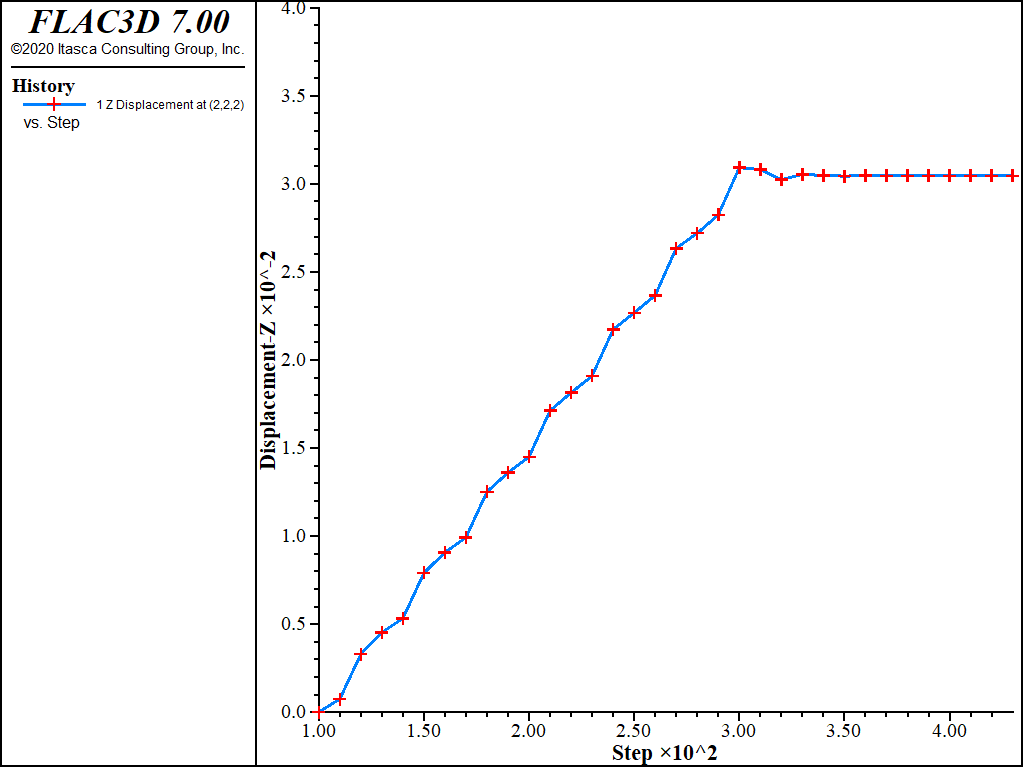 FLAC3D 7.00
©2020 Itasca Consulting Group, Inc.
History
1 Z Displacement at (2,2,2)
vs. Step
4.0
3.5
3.0
2.5
2.0
1.5
1.0
0.5
0.0
Displacement-Z ×10^-2
1.00 1.50 2.00 2.50 3.00 3.50 4.00
Step ×10^2